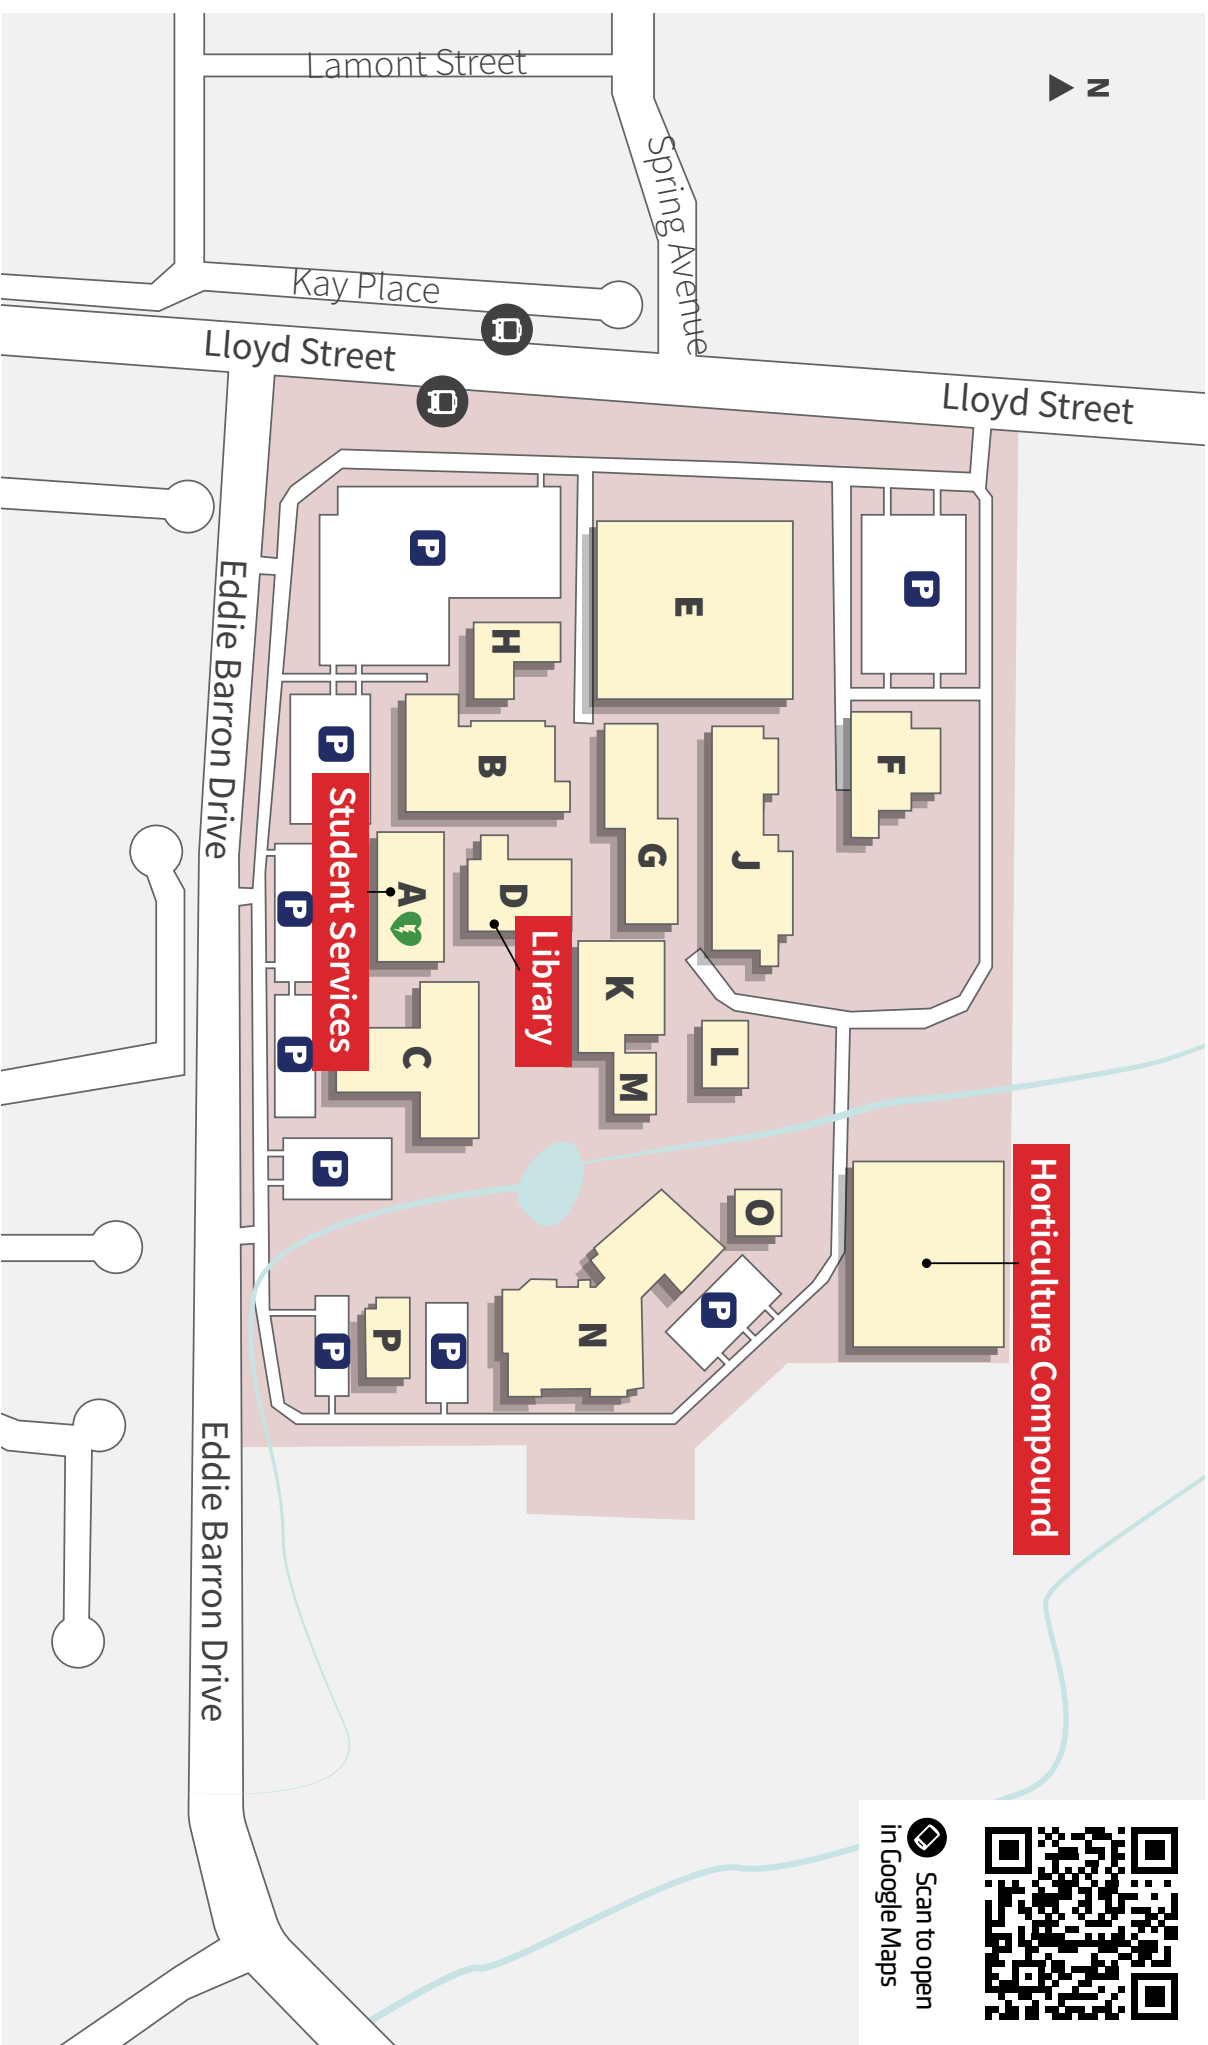 N
Horticulture Compound
Scan to open
in Google Maps
Lloyd Street
P
F
O
J
L
P
E
Spring Avenue
G
K
M
N
Library
D
H
B
P
P
A
C
P
Lamont Street
Kay Place
Student Services
P
P
P
P
P
Lloyd Street
Eddie Barron Drive
Eddie Barron Drive